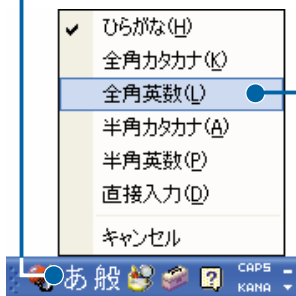 ひらがな(H)
全角カタカナ(K)
全角英数(L)
半角カタカナ(A)
半角英数(P)
直接入力(D)
キャンセル
あ 般 ? CAPS
KANA